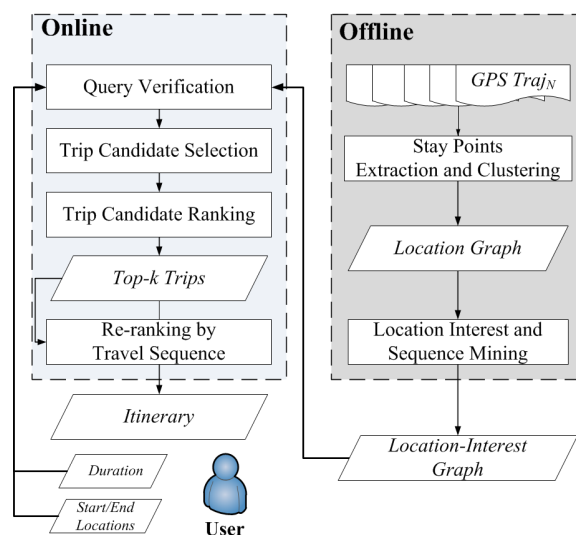 Online
Query Verification
Trip Candidate Selection
Trip Candidate Ranking
Top-k Trips
Re-ranking by
Travel Sequence
Itinerary
Duration
Start/End
Locations
User
Offline
GPS Traj_N
Stay Points
Extraction and Clustering
Location Graph
Location Interest and
Sequence Mining
Location-Interest
Graph